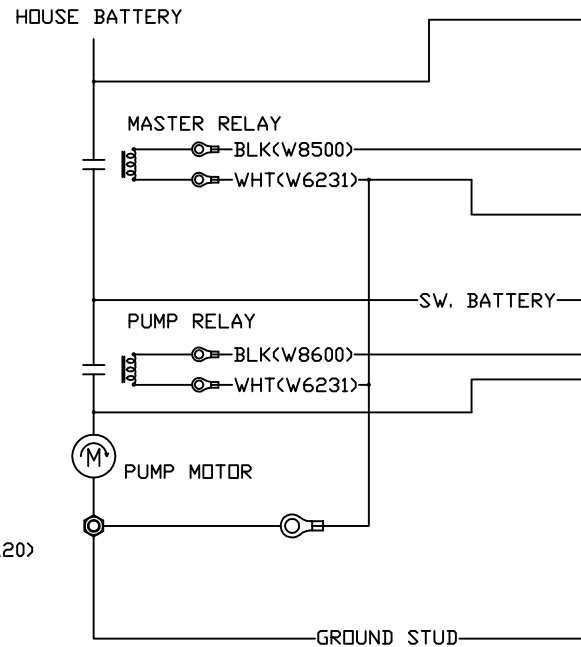 HOUSE BATTERY
MASTER RELAY
BLK(W8500)
WHT(W6231)
SW. BATTERY
PUMP RELAY
BLK(W8600)
WHT(W6231)
M
PUMP MOTOR
20)
GROUND STUD